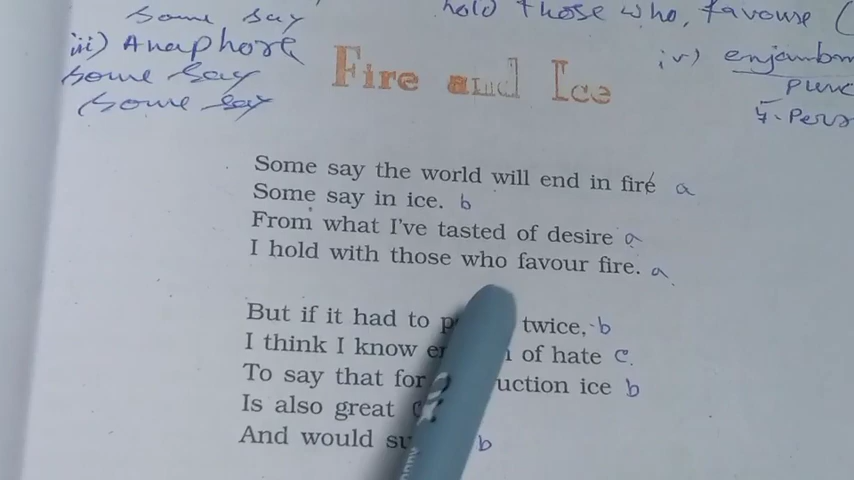 some say
hold those who, favouse (
iii) Anaphore
iv) enjambm
some say
punc
some say
5. Pers
Fire and Ice
Some say the world will end in fire a
Some say in ice. b
From what I've tasted of desire a
I hold with those who favour fire. a
But if it had to p twice, b
I think I know e of hate c.
To say that for uction ice b
Is also great c
And would su b